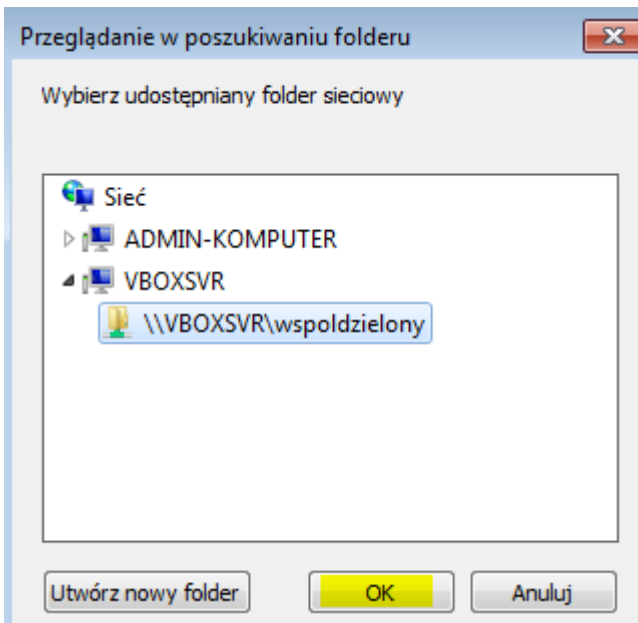 Przeglądanie w poszukiwaniu folderu
Wybierz udostępniany folder sieciowy
Sieć
ADMIN-KOMPUTER
VBOXSVR
\\VBOXSVR\wspoldzielony
Utwórz nowy folder OK Anuluj